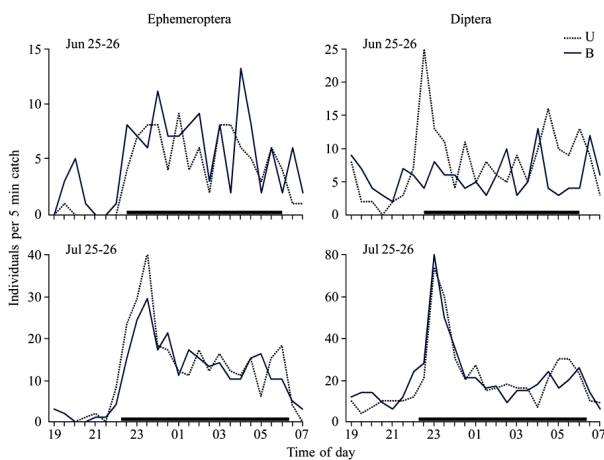 Ephemeroptera
Diptera
Jun 25-26
Jun 25-26
U
B
15
10
5
0
25
20
15
10
5
0
Individuals per 5 min catch
Jul 25-26
Jul 25-26
40
30
20
10
0
80
60
40
20
0
19 21 23 01 03 05 07
19 21 23 01 03 05 07
Time of day